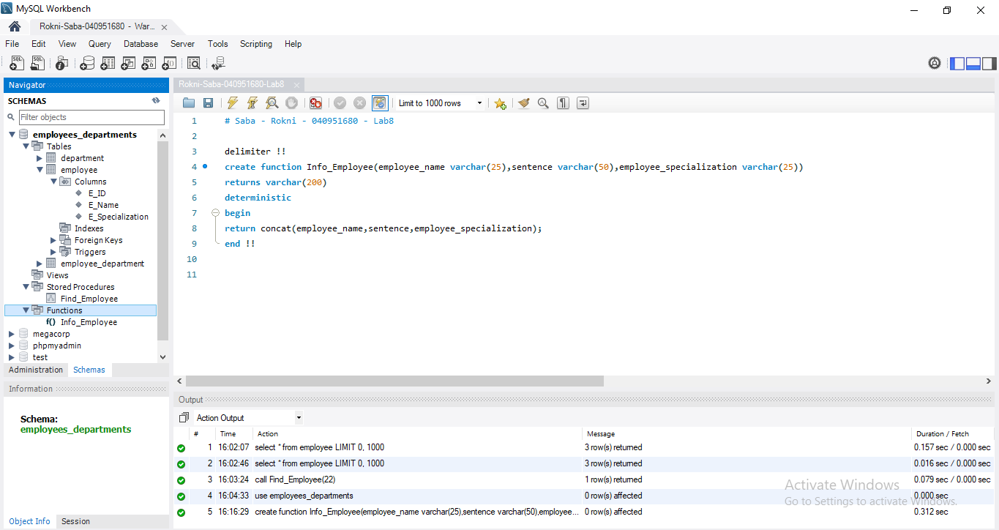 MySQL Workbench
Rokni-Saba-040951680 - War...
File Edit View Query Database Server Tools Scripting Help
Navigator
SCHEMAS
Filter objects
employees_departments
Tables
department
employee
Columns
E_ID
E_Name
E_Specialization
Indexes
Foreign Keys
Triggers
employee_department
Views
Stored Procedures
Find_Employee
Functions
f() Info_Employee
megacorp
phpmyadmin
test
Administration Schemas
Information
Schema:
employees_departments
Object Info Session
Rokni-Saba-040951680-Lab8
Limit to 1000 rows
1 # Saba - Rokni - 040951680 - Lab8
2
3 delimiter !!
4 create function Info_Employee(employee_name varchar(25),sentence varchar(50),employee_specialization varchar(25))
5 returns varchar(200)
6 deterministic
7 begin
8 return concat(employee_name,sentence,employee_specialization);
9 end !!
10
11
Output
Action Output
# Time Action Message Duration / Fetch
1 16:02:07 select * from employee LIMIT 0, 1000 3 row(s) returned 0.157 sec / 0.000 sec
2 16:02:46 select * from employee LIMIT 0, 1000 3 row(s) returned 0.016 sec / 0.000 sec
3 16:03:24 call Find_Employee(22) 1 row(s) returned 0.079 sec / 0.000 sec
4 16:04:33 use employees_departments 0 row(s) affected 0.000 sec
5 16:16:29 create function Info_Employee(employee_name varchar(25),sentence varchar(50),employee... 0 row(s) affected 0.312 sec
Activate Windows
Go to Settings to activate Windows.